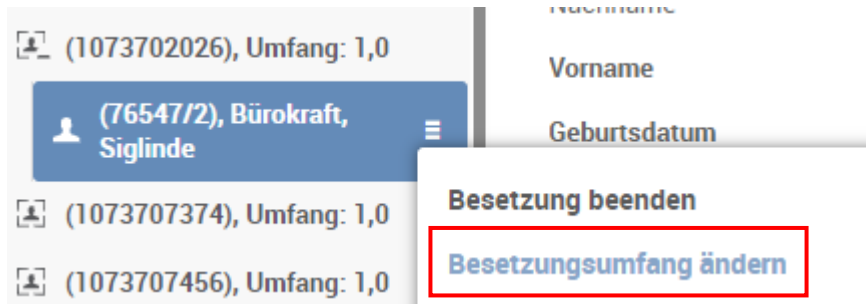 Nachname
(1073702026), Umfang: 1,0
Vorname
(76547/2), Bürokraft,
Siglinde
Geburtsdatum
Besetzung beenden
(1073707374), Umfang: 1,0
Besetzungsumfang ändern
(1073707456), Umfang: 1,0